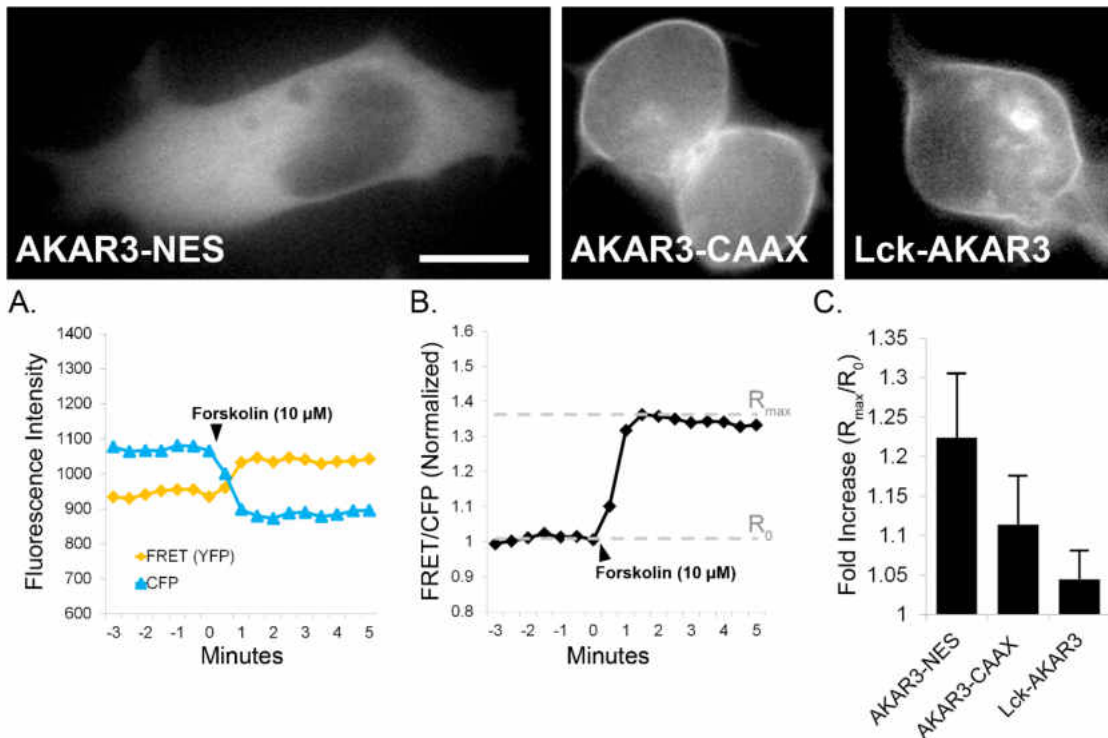 AKAR3-NES
AKAR3-CAAX
Lck-AKAR3
A.
Fluorescence Intensity
1400
1300
1200
1100
1000
900
800
700
600
Forskolin (10 µM)
FRET (YFP)
CFP
-3 -2 -1 0 1 2 3 4 5
Minutes
B.
FRET/CFP (Normalized)
1.6
1.5
1.4
1.3
1.2
1.1
1
0.9
0.8
Rmax
R0
Forskolin (10 µM)
-3 -2 -1 0 1 2 3 4 5
Minutes
C.
Fold Increase (Rmax/R0)
1.35
1.3
1.25
1.2
1.15
1.1
1.05
1
AKAR3-NES
AKAR3-CAAX
Lck-AKAR3